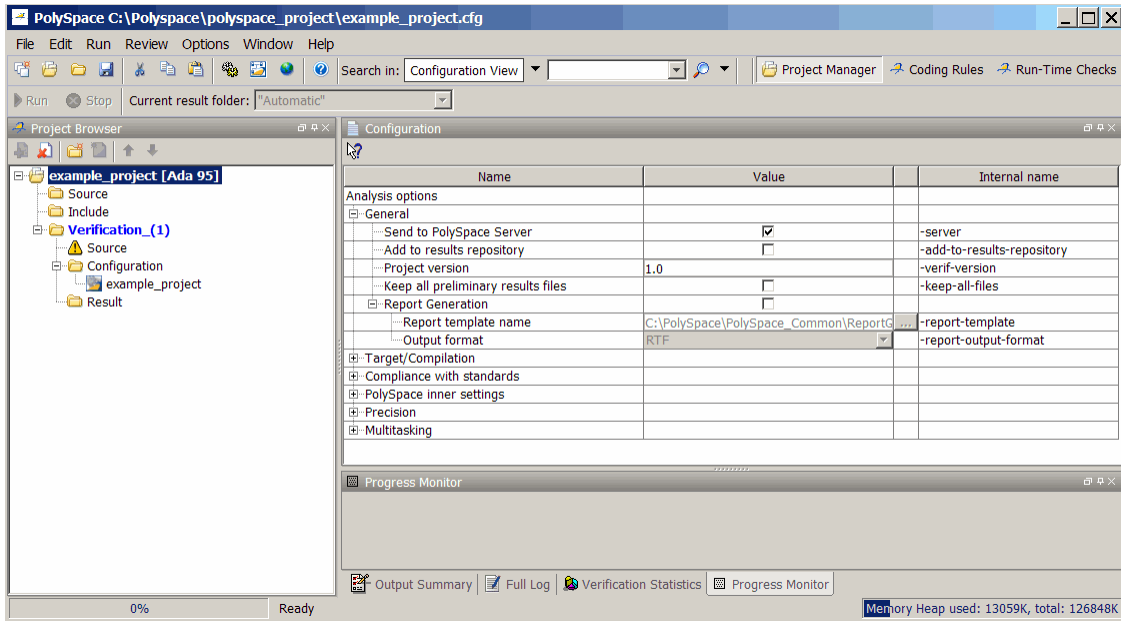 PolySpace C:\Polyspace\polyspace_project\example_project.cfg
File Edit Run Review Options Window Help
Search in: Configuration View Project Manager Coding Rules Run-Time Checks
Run Stop Current result folder: "Automatic"
Project Browser
Configuration
example_project [Ada 95]
Source
Include
Verification_(1)
Source
Configuration
example_project
Result
Name Value Internal name
Analysis options
General
Send to PolySpace Server -server
Add to results repository -add-to-results-repository
Project version 1.0 -verif-version
Keep all preliminary results files -keep-all-files
Report Generation
Report template name C:\PolySpace\PolySpace_Common\ReportG ... -report-template
Output format RTF -report-output-format
Target/Compilation
Compliance with standards
PolySpace inner settings
Precision
Multitasking
Progress Monitor
Output Summary Full Log Verification Statistics Progress Monitor
0% Ready Memory Heap used: 13059K, total: 126848K